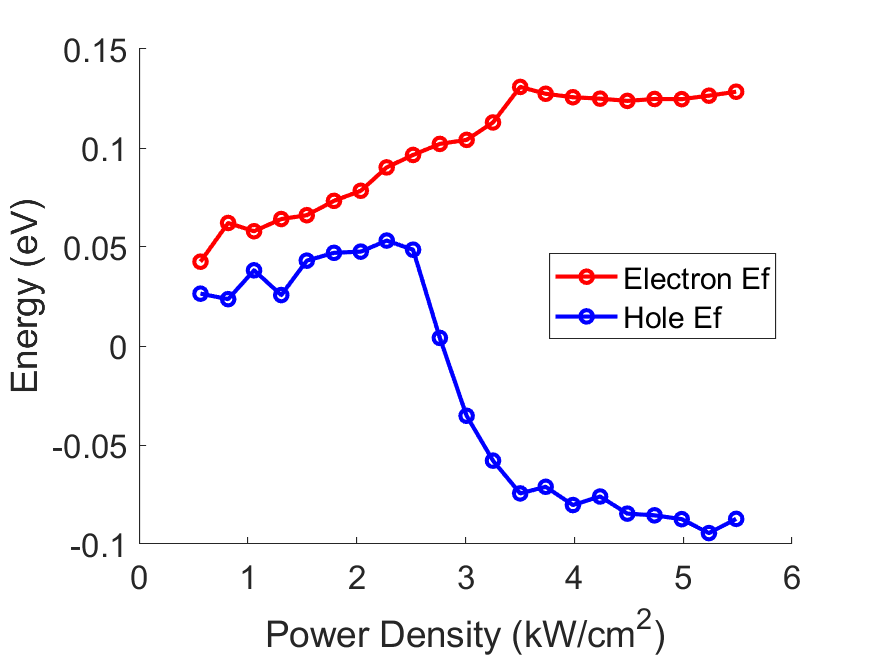 0.15
0.1
0.05
0
-0.05
-0.1
Energy (eV)
Electron Ef
Hole Ef
0 1 2 3 4 5 6
Power Density (kW/cm²)